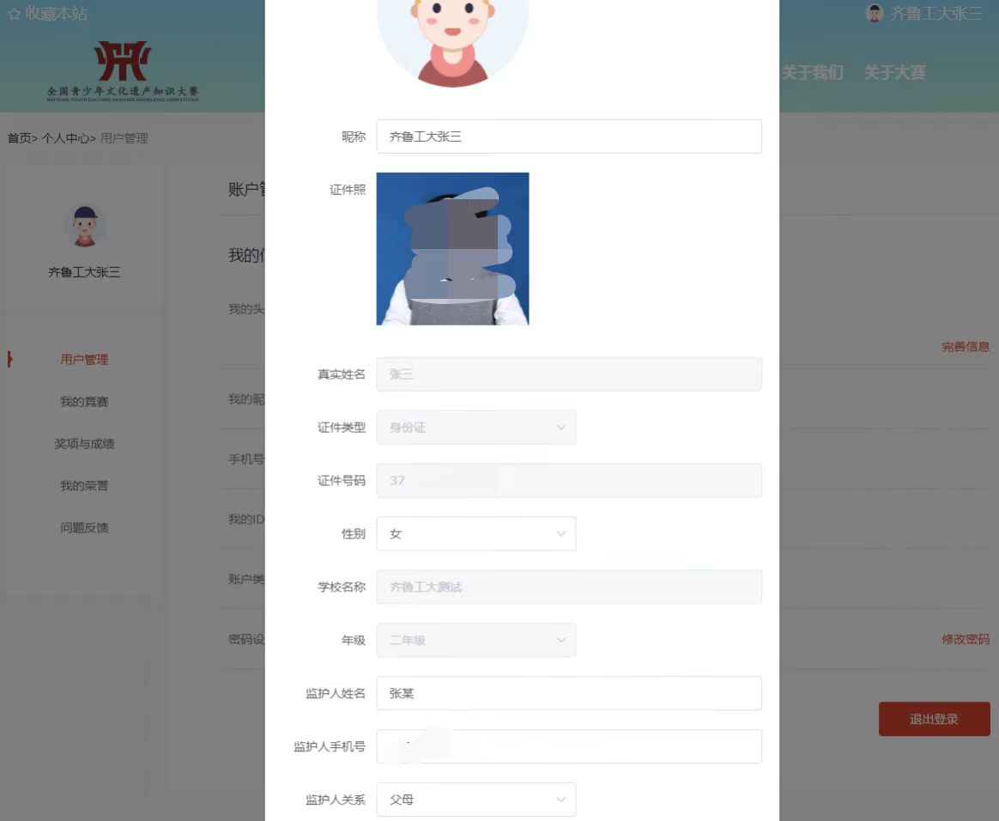 收藏本站
齐鲁工大张三
全国青少年文化遗产知识大赛
NATIONAL YOUTH CULTURAL HERITAGE KNOWLEDGE COMPETITION
关于我们 关于大赛
首页> 个人中心> 用户管理
齐鲁工大张三
用户管理
我的竞赛
奖项与成绩
我的荣誉
问题反馈
账户管
我的信
我的头
完善信息
我的昵
手机号
我的ID
账户类
密码设
修改密码
退出登录
昵称 齐鲁工大张三
证件照
真实姓名 张三
证件类型 身份证
证件号码 37
性别 女
学校名称 齐鲁工大测试
年级 二年级
监护人姓名 张某
监护人手机号
监护人关系 父母